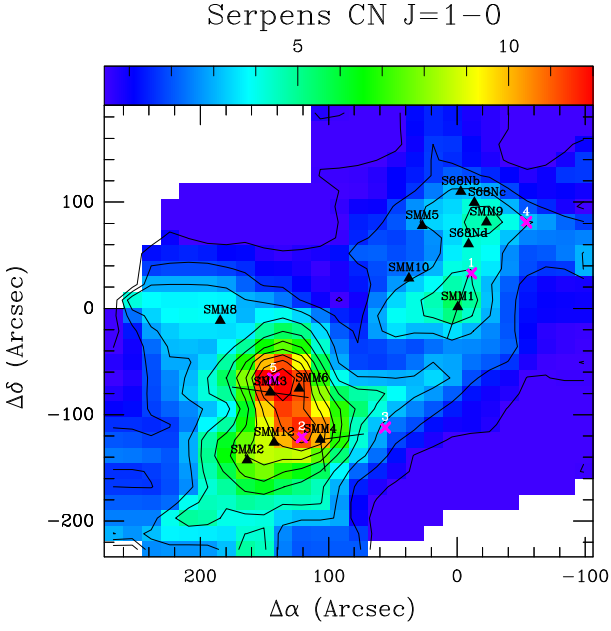 Serpens CN J=1−0
5 10
S68Nb
S68Nc
4
SMM5 SMM9
S68Nd
1
SMM10
SMM1
SMM8
5
SMM3 SMM6
3
2
SMM12 SMM4
SMM2
100
0
−100
−200
Δδ (Arcsec)
200 100 0 −100
Δα (Arcsec)